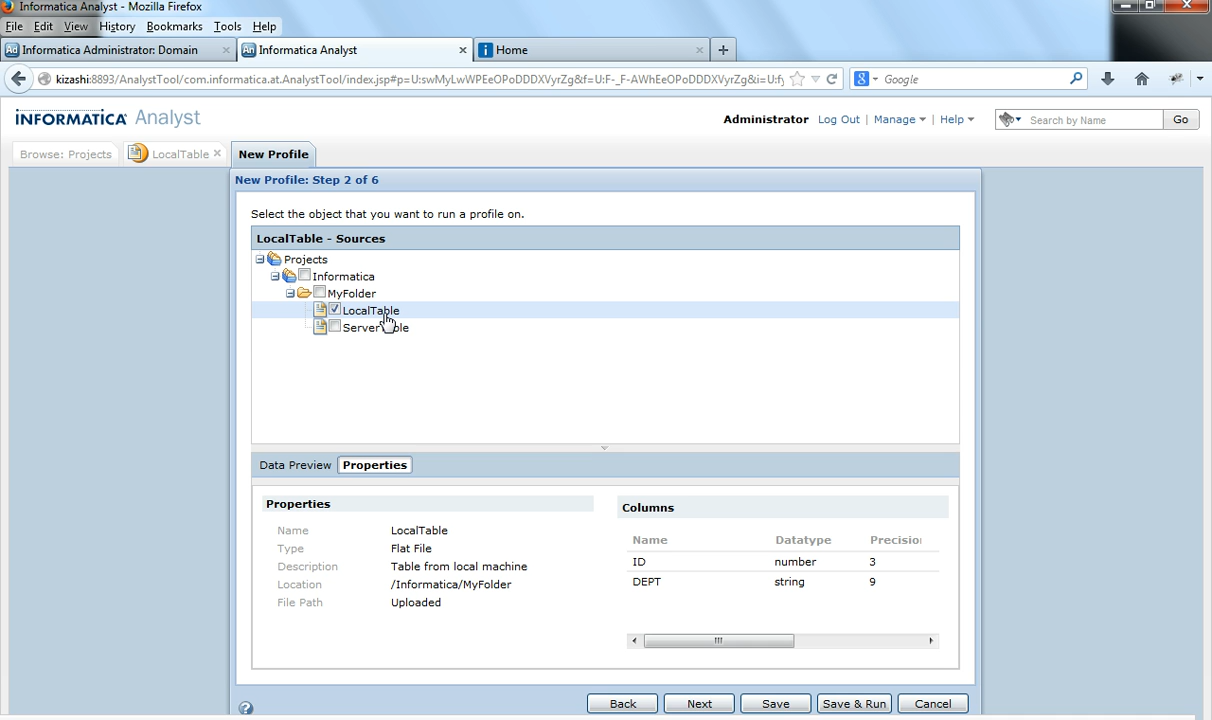 Informatica Analyst - Mozilla Firefox
File Edit View History Bookmarks Tools Help
Informatica Administrator: Domain
Informatica Analyst
Home
kizashi:8893/AnalystTool/com.informatica.at.AnalystTool/index.jsp#p=U:swMyLwWPEeOPoDDDXVyrZg&f=U:F-_F-AWhEeOPoDDDXVyrZg&i=U:fy
Google
INFORMATICA Analyst
Administrator Log Out | Manage | Help
Search by Name Go
Browse: Projects
LocalTable
New Profile
New Profile: Step 2 of 6
Select the object that you want to run a profile on.
LocalTable - Sources
Projects
Informatica
MyFolder
LocalTable
Data Preview Properties
Properties
Name LocalTable
Type Flat File
Description Table from local machine
Location /Informatica/MyFolder
File Path Uploaded
Columns
Name Datatype Precision
ID number 3
DEPT string 9
Back Next Save Save & Run Cancel